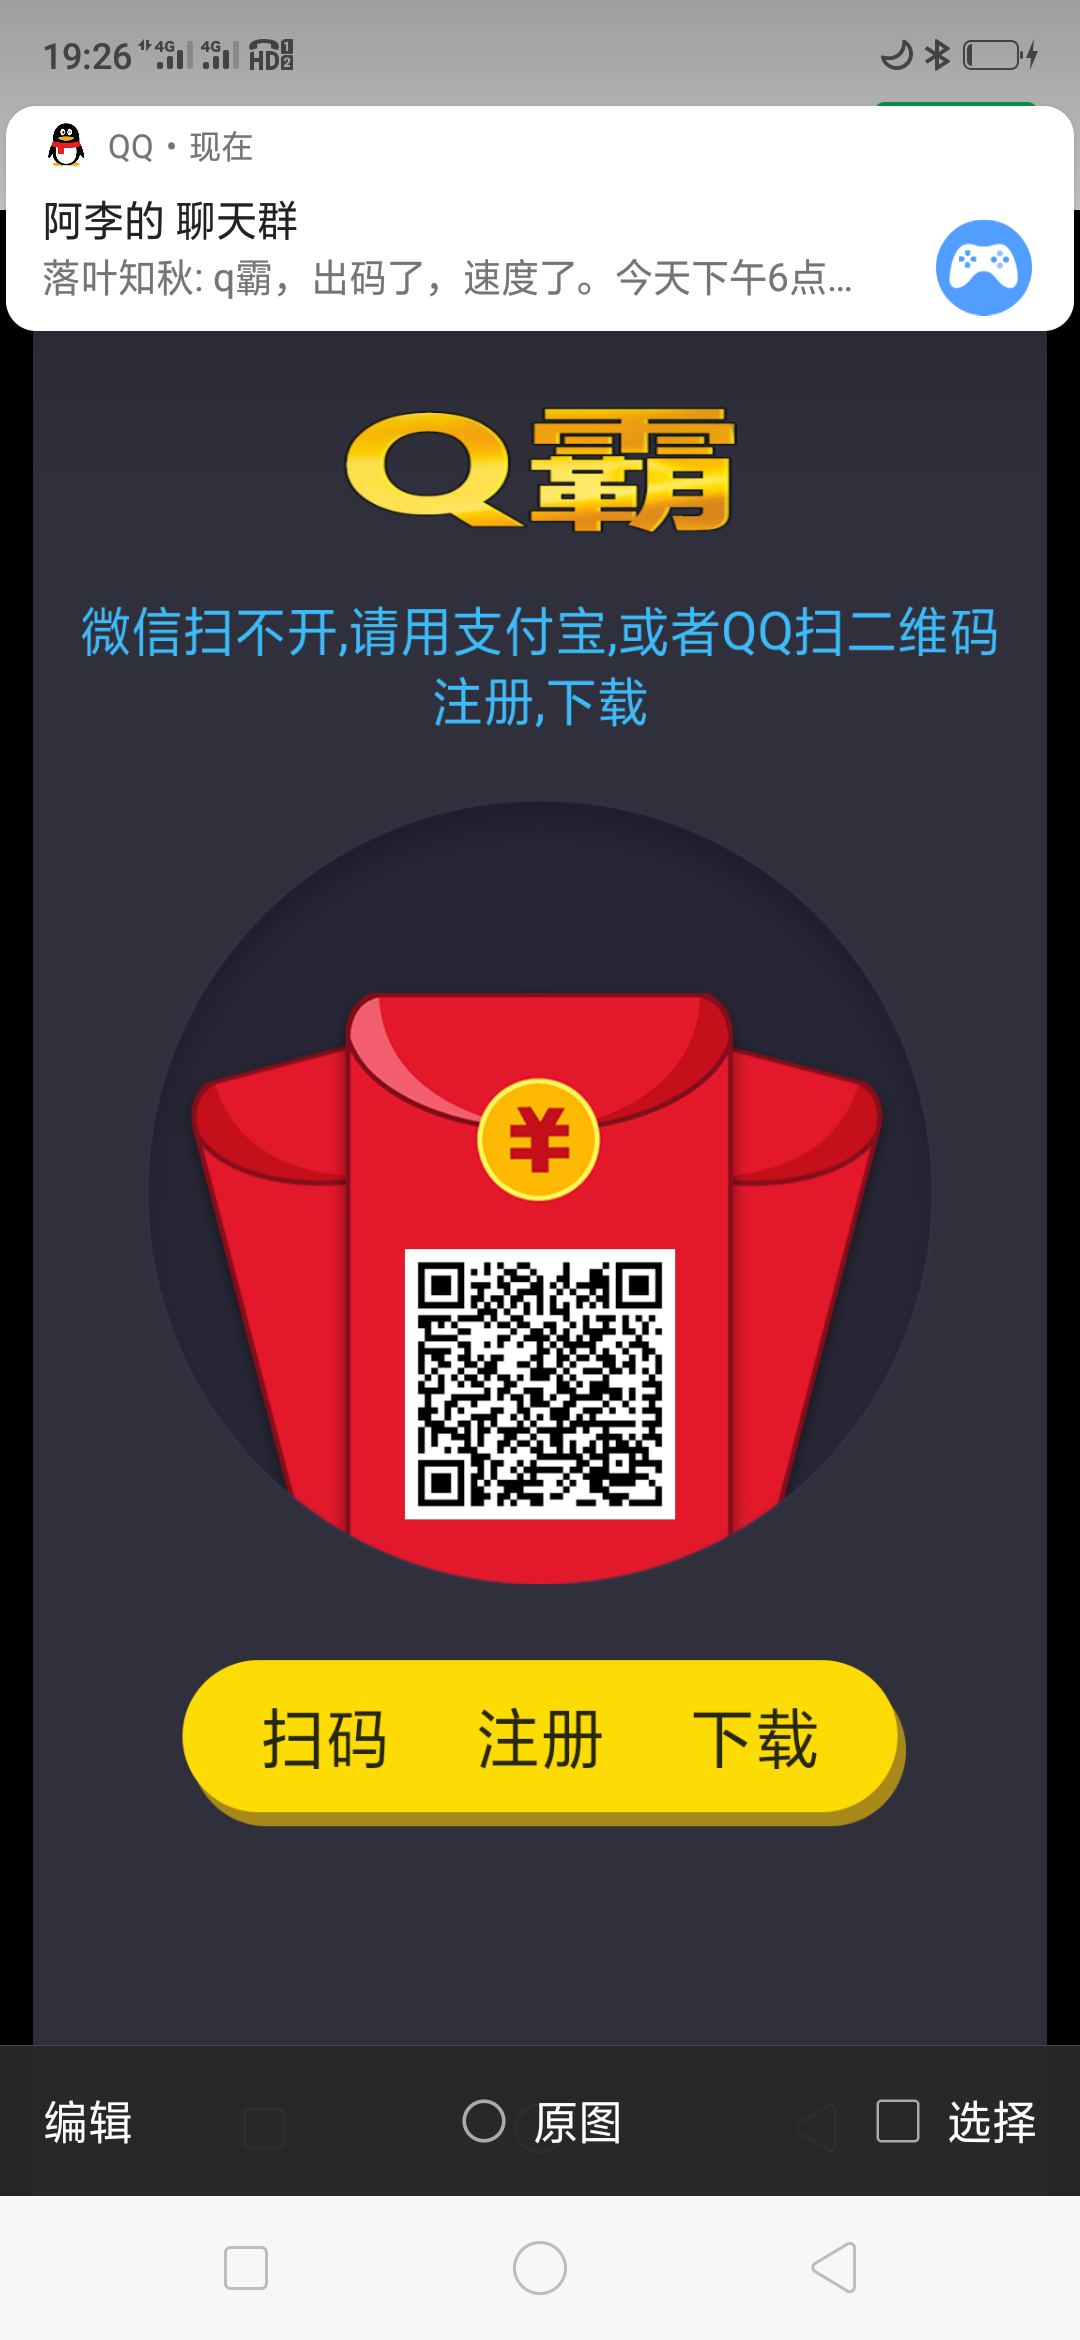 19:26 4G 4G HD 1 2
QQ • 现在
阿李的 聊天群
落叶知秋: q霸，出码了，速度了。今天下午6点...
Q霸
微信扫不开,请用支付宝,或者QQ扫二维码
注册,下载
¥
扫码 注册 下载
编辑 原图 选择